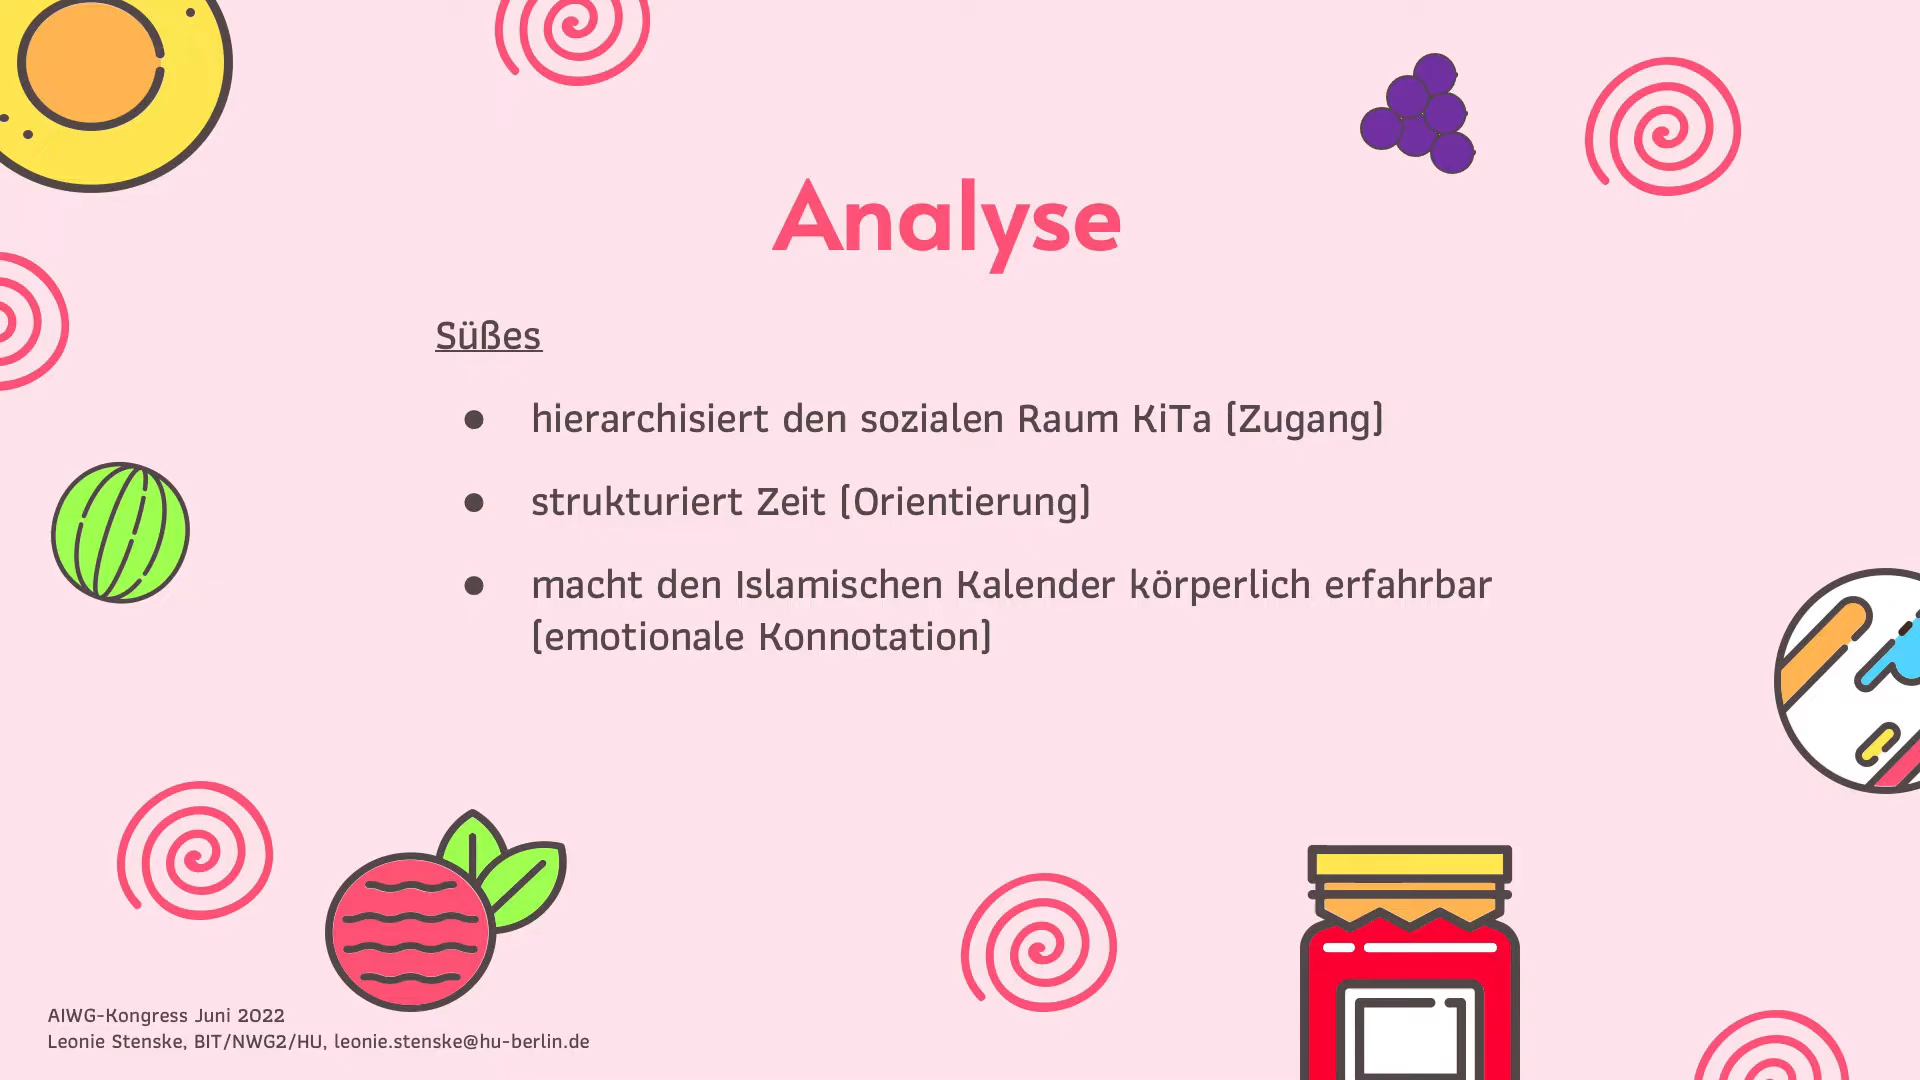 Analyse
Süßes
● hierarchisiert den sozialen Raum KiTa [Zugang]
● strukturiert Zeit [Orientierung]
● macht den Islamischen Kalender körperlich erfahrbar
[emotionale Konnotation]
AIWG-Kongress Juni 2022
Leonie Stenske, BIT/NWG2/HU, leonie.stenske@hu-berlin.de